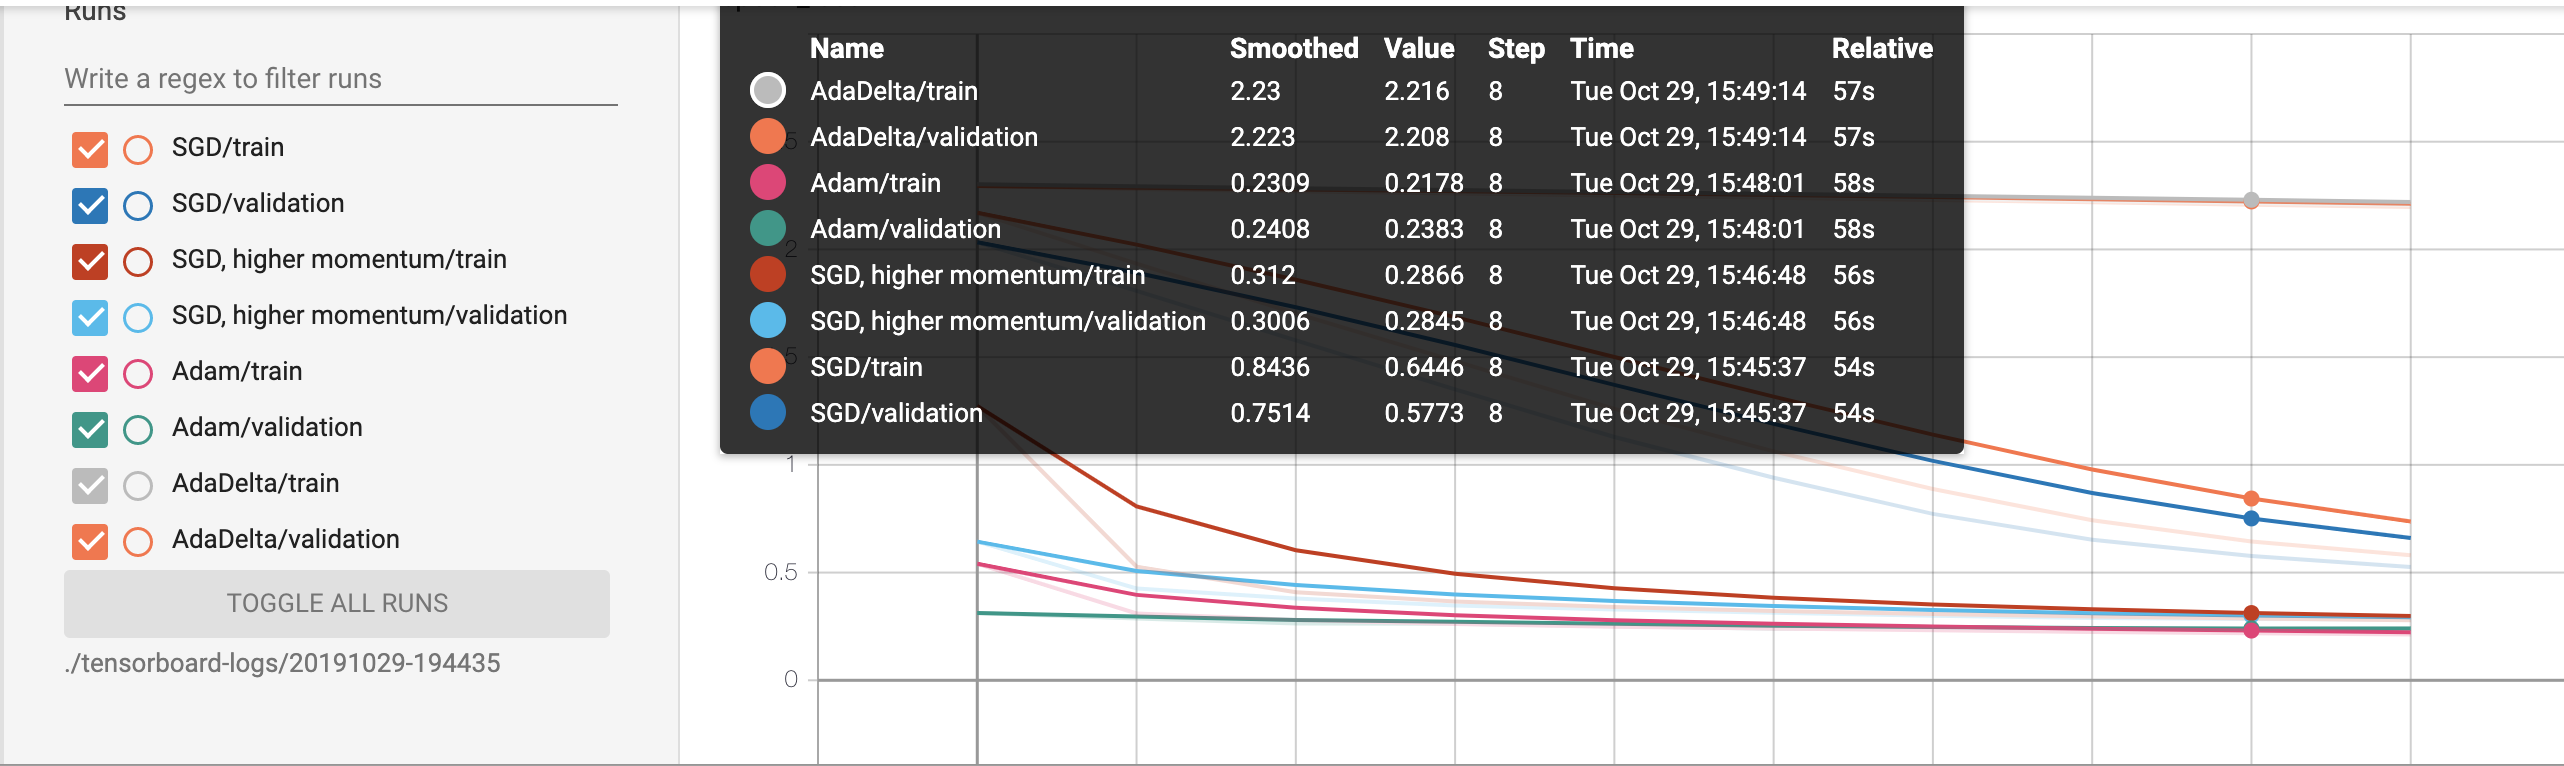 Runs
Write a regex to filter runs
SGD/train
SGD/validation
SGD, higher momentum/train
SGD, higher momentum/validation
Adam/train
Adam/validation
AdaDelta/train
AdaDelta/validation
TOGGLE ALL RUNS
./tensorboard-logs/20191029-194435
Name Smoothed Value Step Time Relative
AdaDelta/train 2.23 2.216 8 Tue Oct 29, 15:49:14 57s
AdaDelta/validation 2.223 2.208 8 Tue Oct 29, 15:49:14 57s
Adam/train 0.2309 0.2178 8 Tue Oct 29, 15:48:01 58s
Adam/validation 0.2408 0.2383 8 Tue Oct 29, 15:48:01 58s
SGD, higher momentum/train 0.312 0.2866 8 Tue Oct 29, 15:46:48 56s
SGD, higher momentum/validation 0.3006 0.2845 8 Tue Oct 29, 15:46:48 56s
SGD/train 0.8436 0.6446 8 Tue Oct 29, 15:45:37 54s
SGD/validation 0.7514 0.5773 8 Tue Oct 29, 15:45:37 54s
5
2
5
1
0.5
0